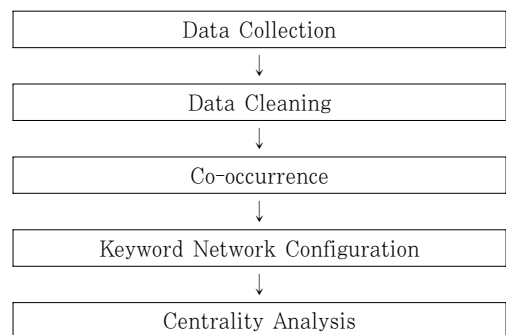 Data Collection
↓
Data Cleaning
↓
Co-occurrence
↓
Keyword Network Configuration
↓
Centrality Analysis